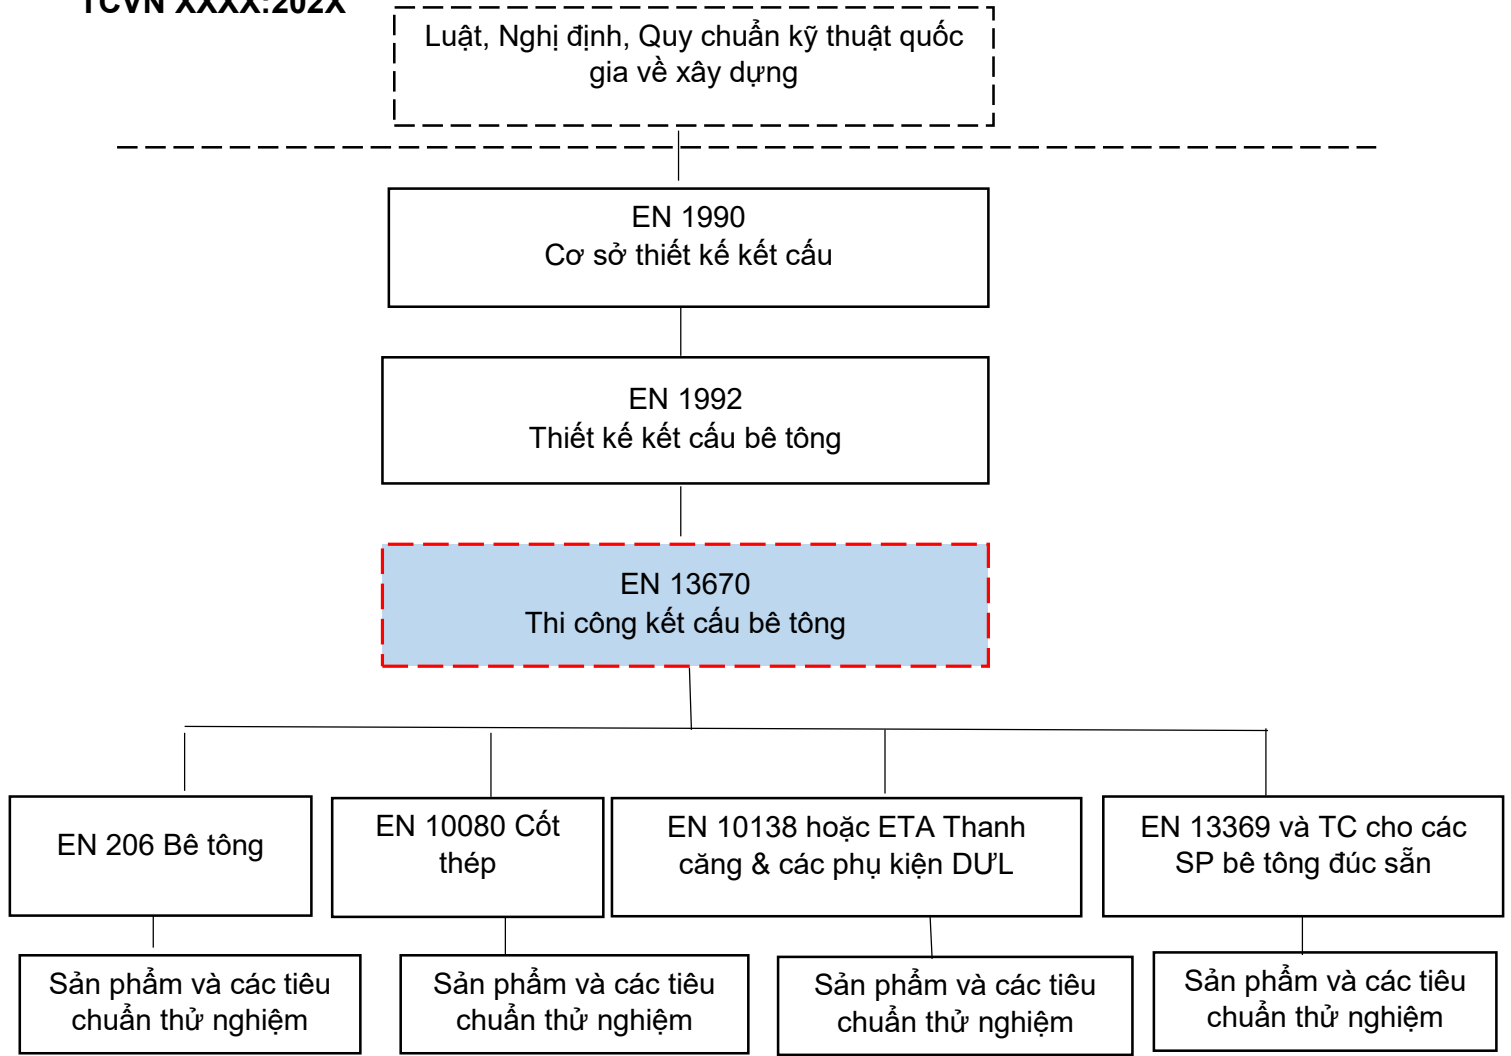 TCVN XXXX:202X
Luật, Nghị định, Quy chuẩn kỹ thuật quốc
gia về xây dựng
EN 1990
Cơ sở thiết kế kết cấu
EN 1992
Thiết kế kết cấu bê tông
EN 13670
Thi công kết cấu bê tông
EN 206 Bê tông
EN 10080 Cốt
thép
EN 10138 hoặc ETA Thanh
căng & các phụ kiện DƯL
EN 13369 và TC cho các
SP bê tông đúc sẵn
Sản phẩm và các tiêu
chuẩn thử nghiệm
Sản phẩm và các tiêu
chuẩn thử nghiệm
Sản phẩm và các tiêu
chuẩn thử nghiệm
Sản phẩm và các tiêu
chuẩn thử nghiệm